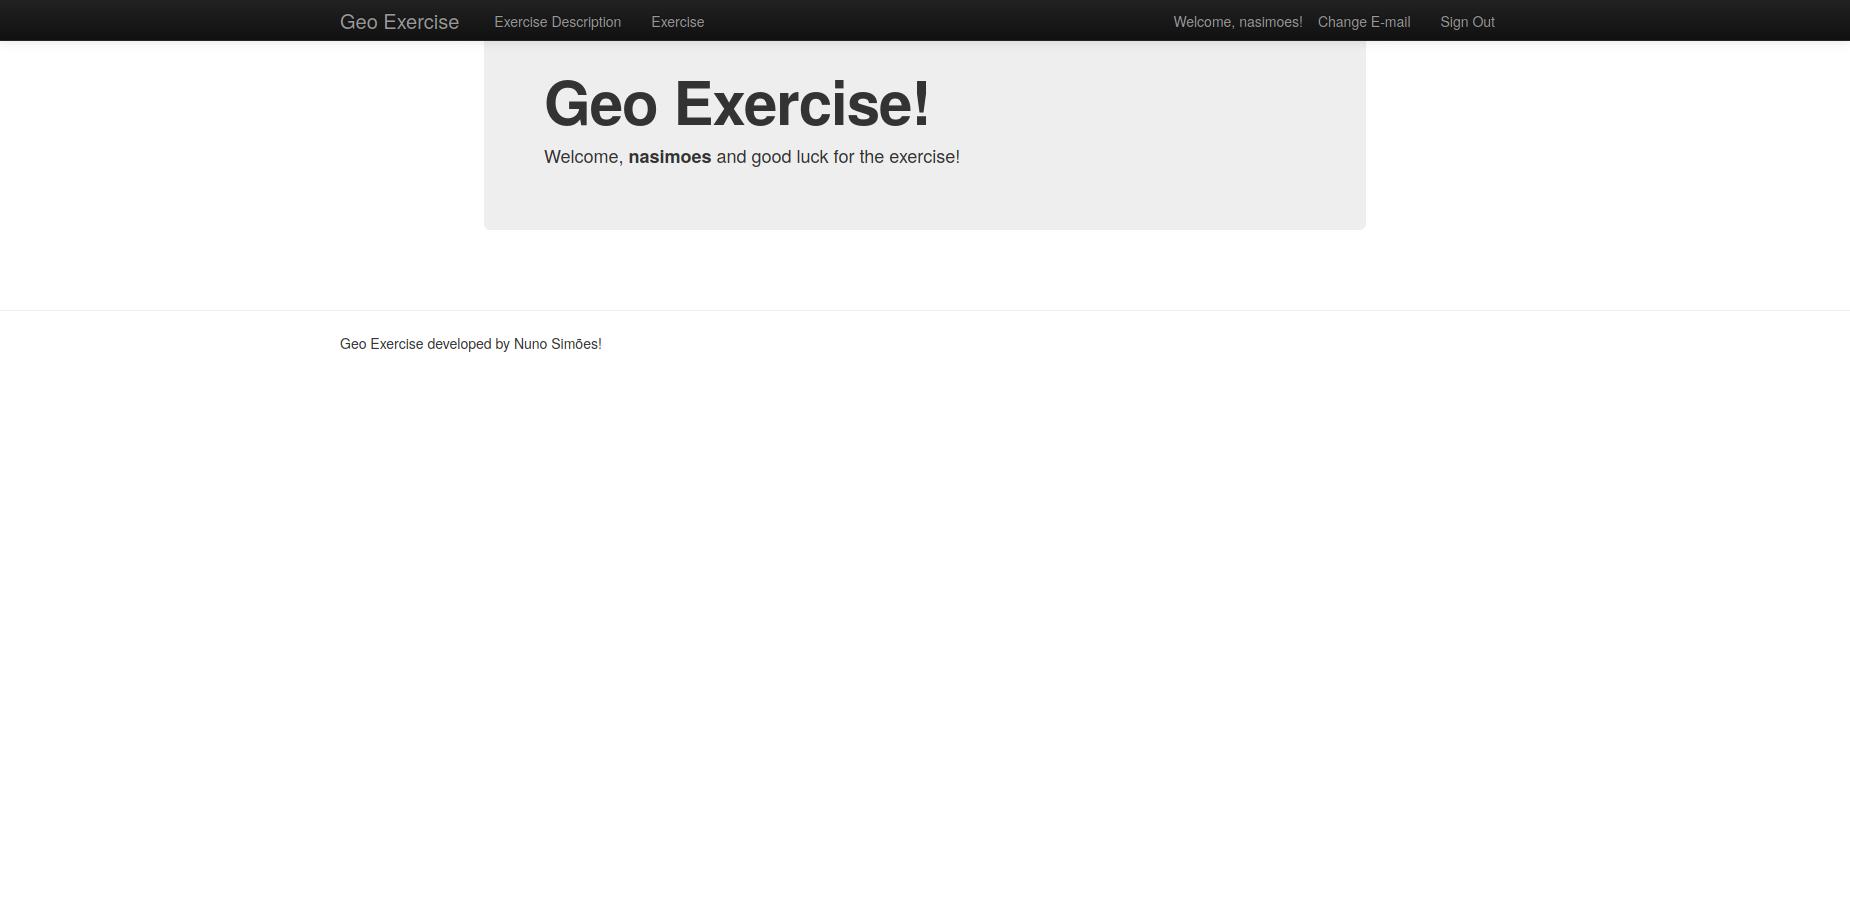 Geo Exercise Exercise Description Exercise Welcome, nasimoes! Change E-mail Sign Out
Geo Exercise!
Welcome, nasimoes and good luck for the exercise!
Geo Exercise developed by Nuno Simões!